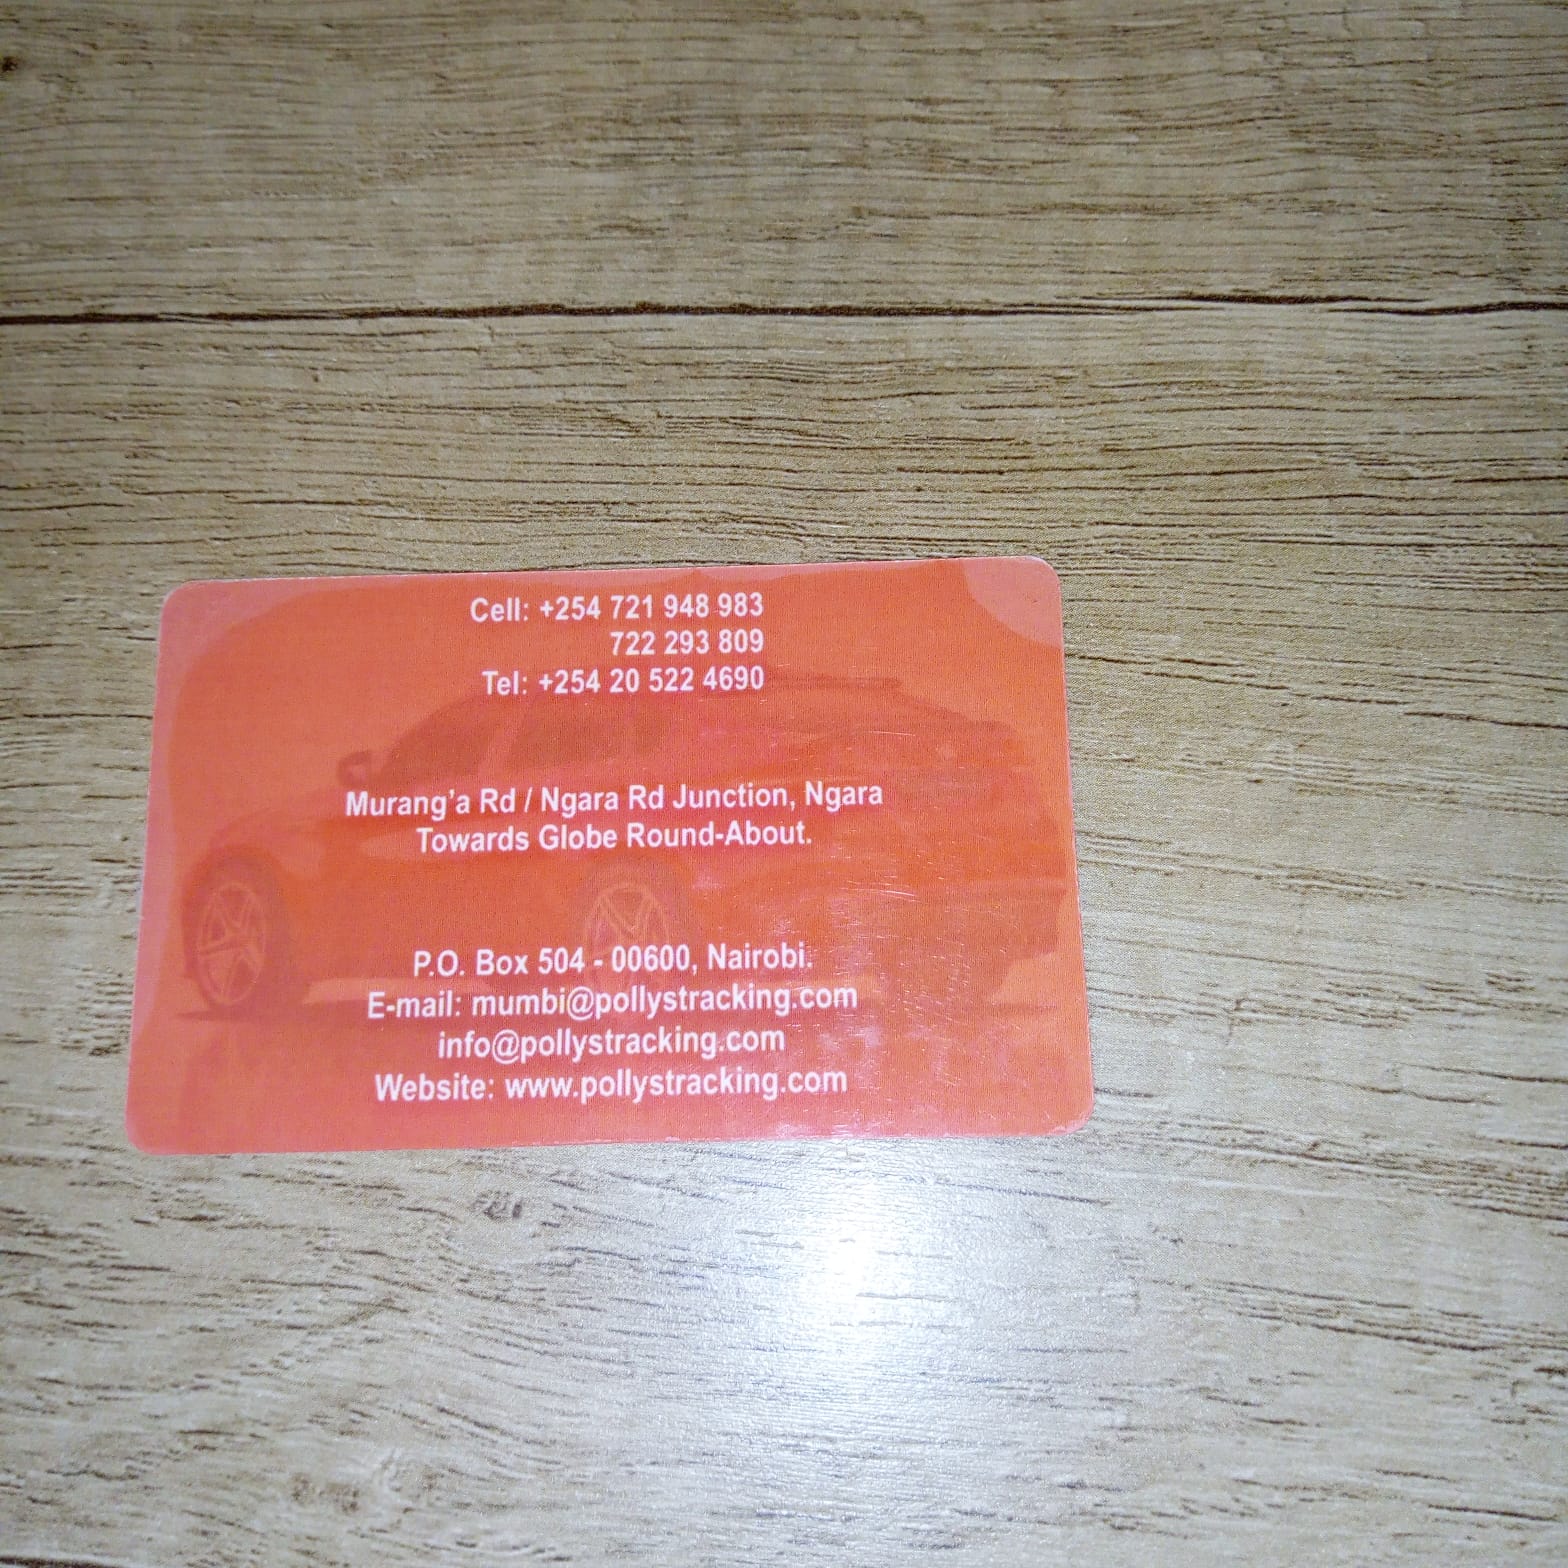 Cell: +254 721 948 983
722 293 809
Tel: +254 20 522 4690
Murang'a Rd / Ngara Rd Junction, Ngara
Towards Globe Round-About.
P.O. Box 504 - 00600, Nairobi.
E-mail: mumbi@pollystracking.com
info@pollystracking.com
Website: www.pollystracking.com